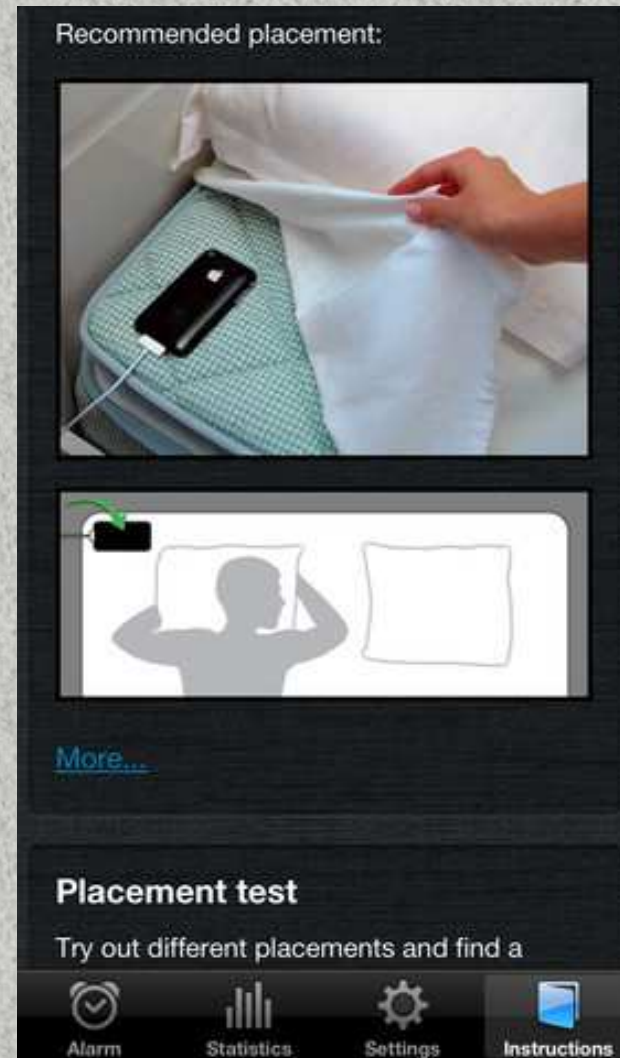 Recommended placement:
More...
Placement test
Try out different placements and find a
Alarm
Statistics
Settings
Instructions